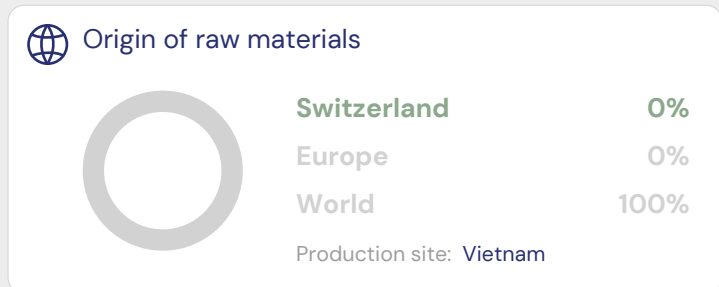 Origin of raw materials
Switzerland 0%
Europe 0%
World 100%
Production site: Vietnam